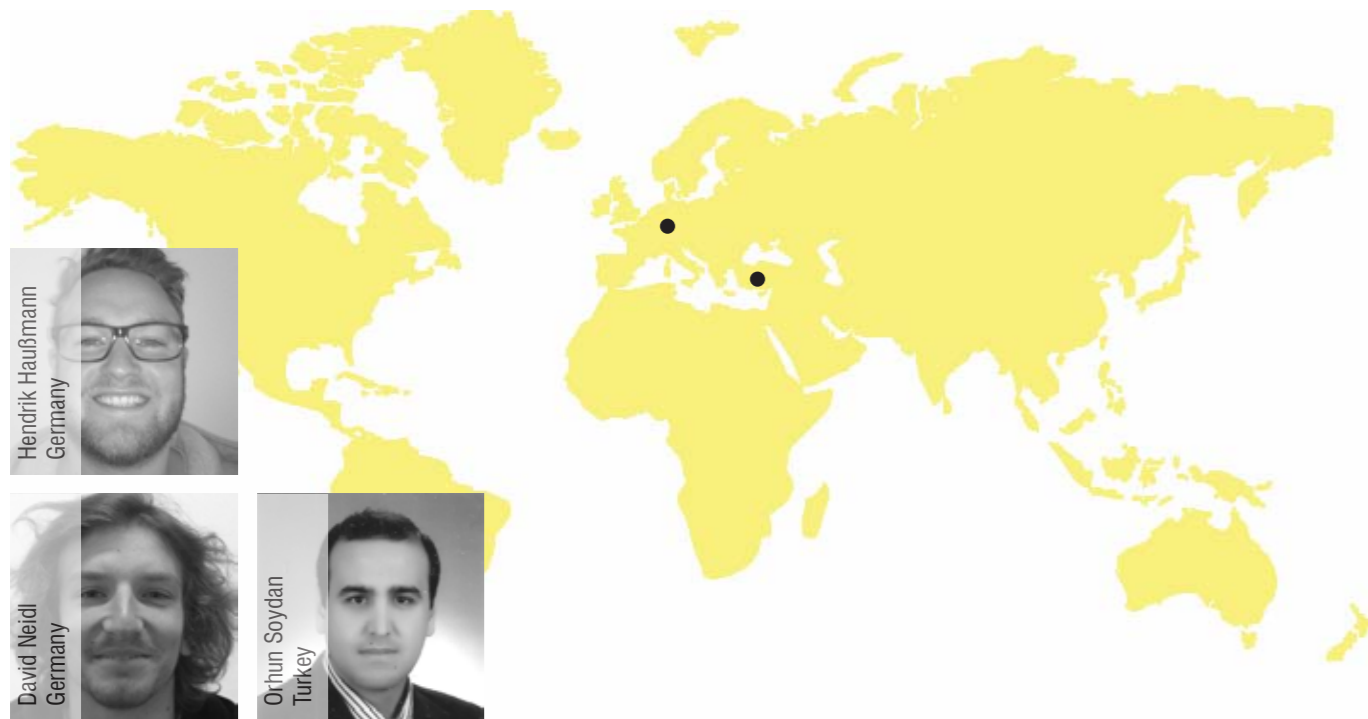 Hendrik Haußmann
Germany
David Neidl
Germany
Orhun Soydan
Turkey